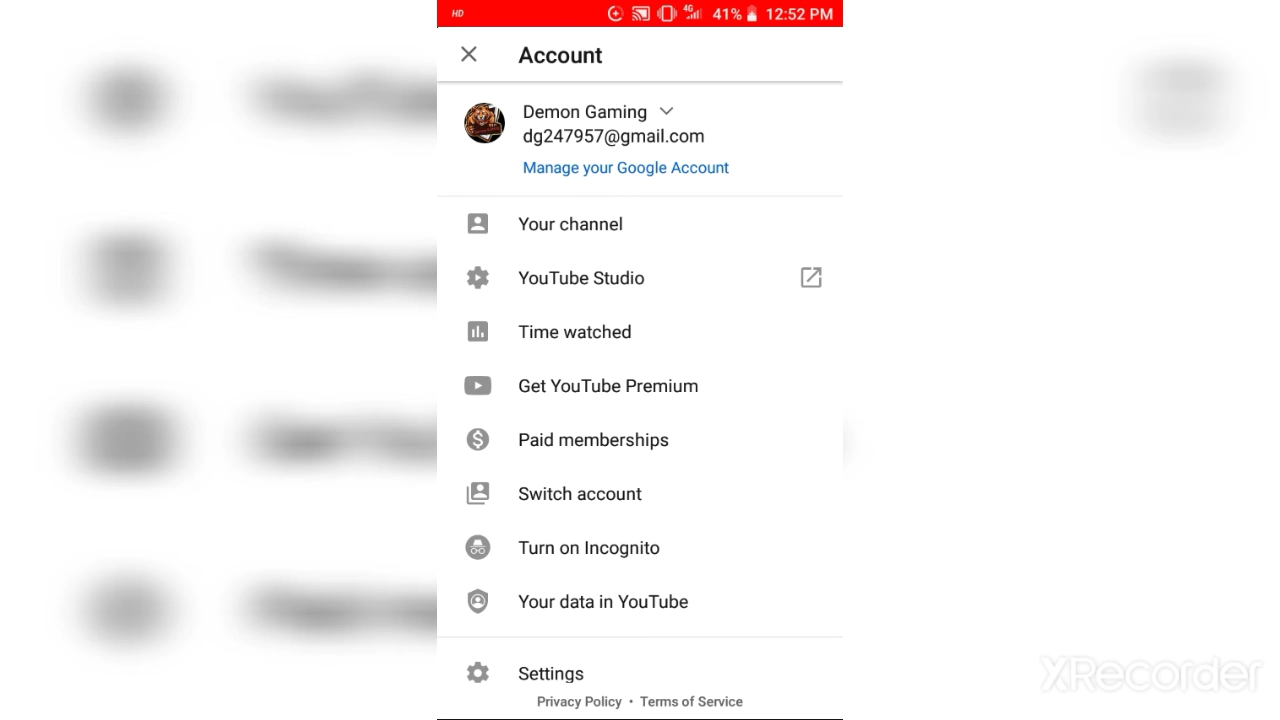 HD
4G 41% 12:52 PM
Account
Demon Gaming
dg247957@gmail.com
Manage your Google Account
Your channel
YouTube Studio
Time watched
Get YouTube Premium
Paid memberships
Switch account
Turn on Incognito
Your data in YouTube
Settings
Privacy Policy • Terms of Service
XRecorder